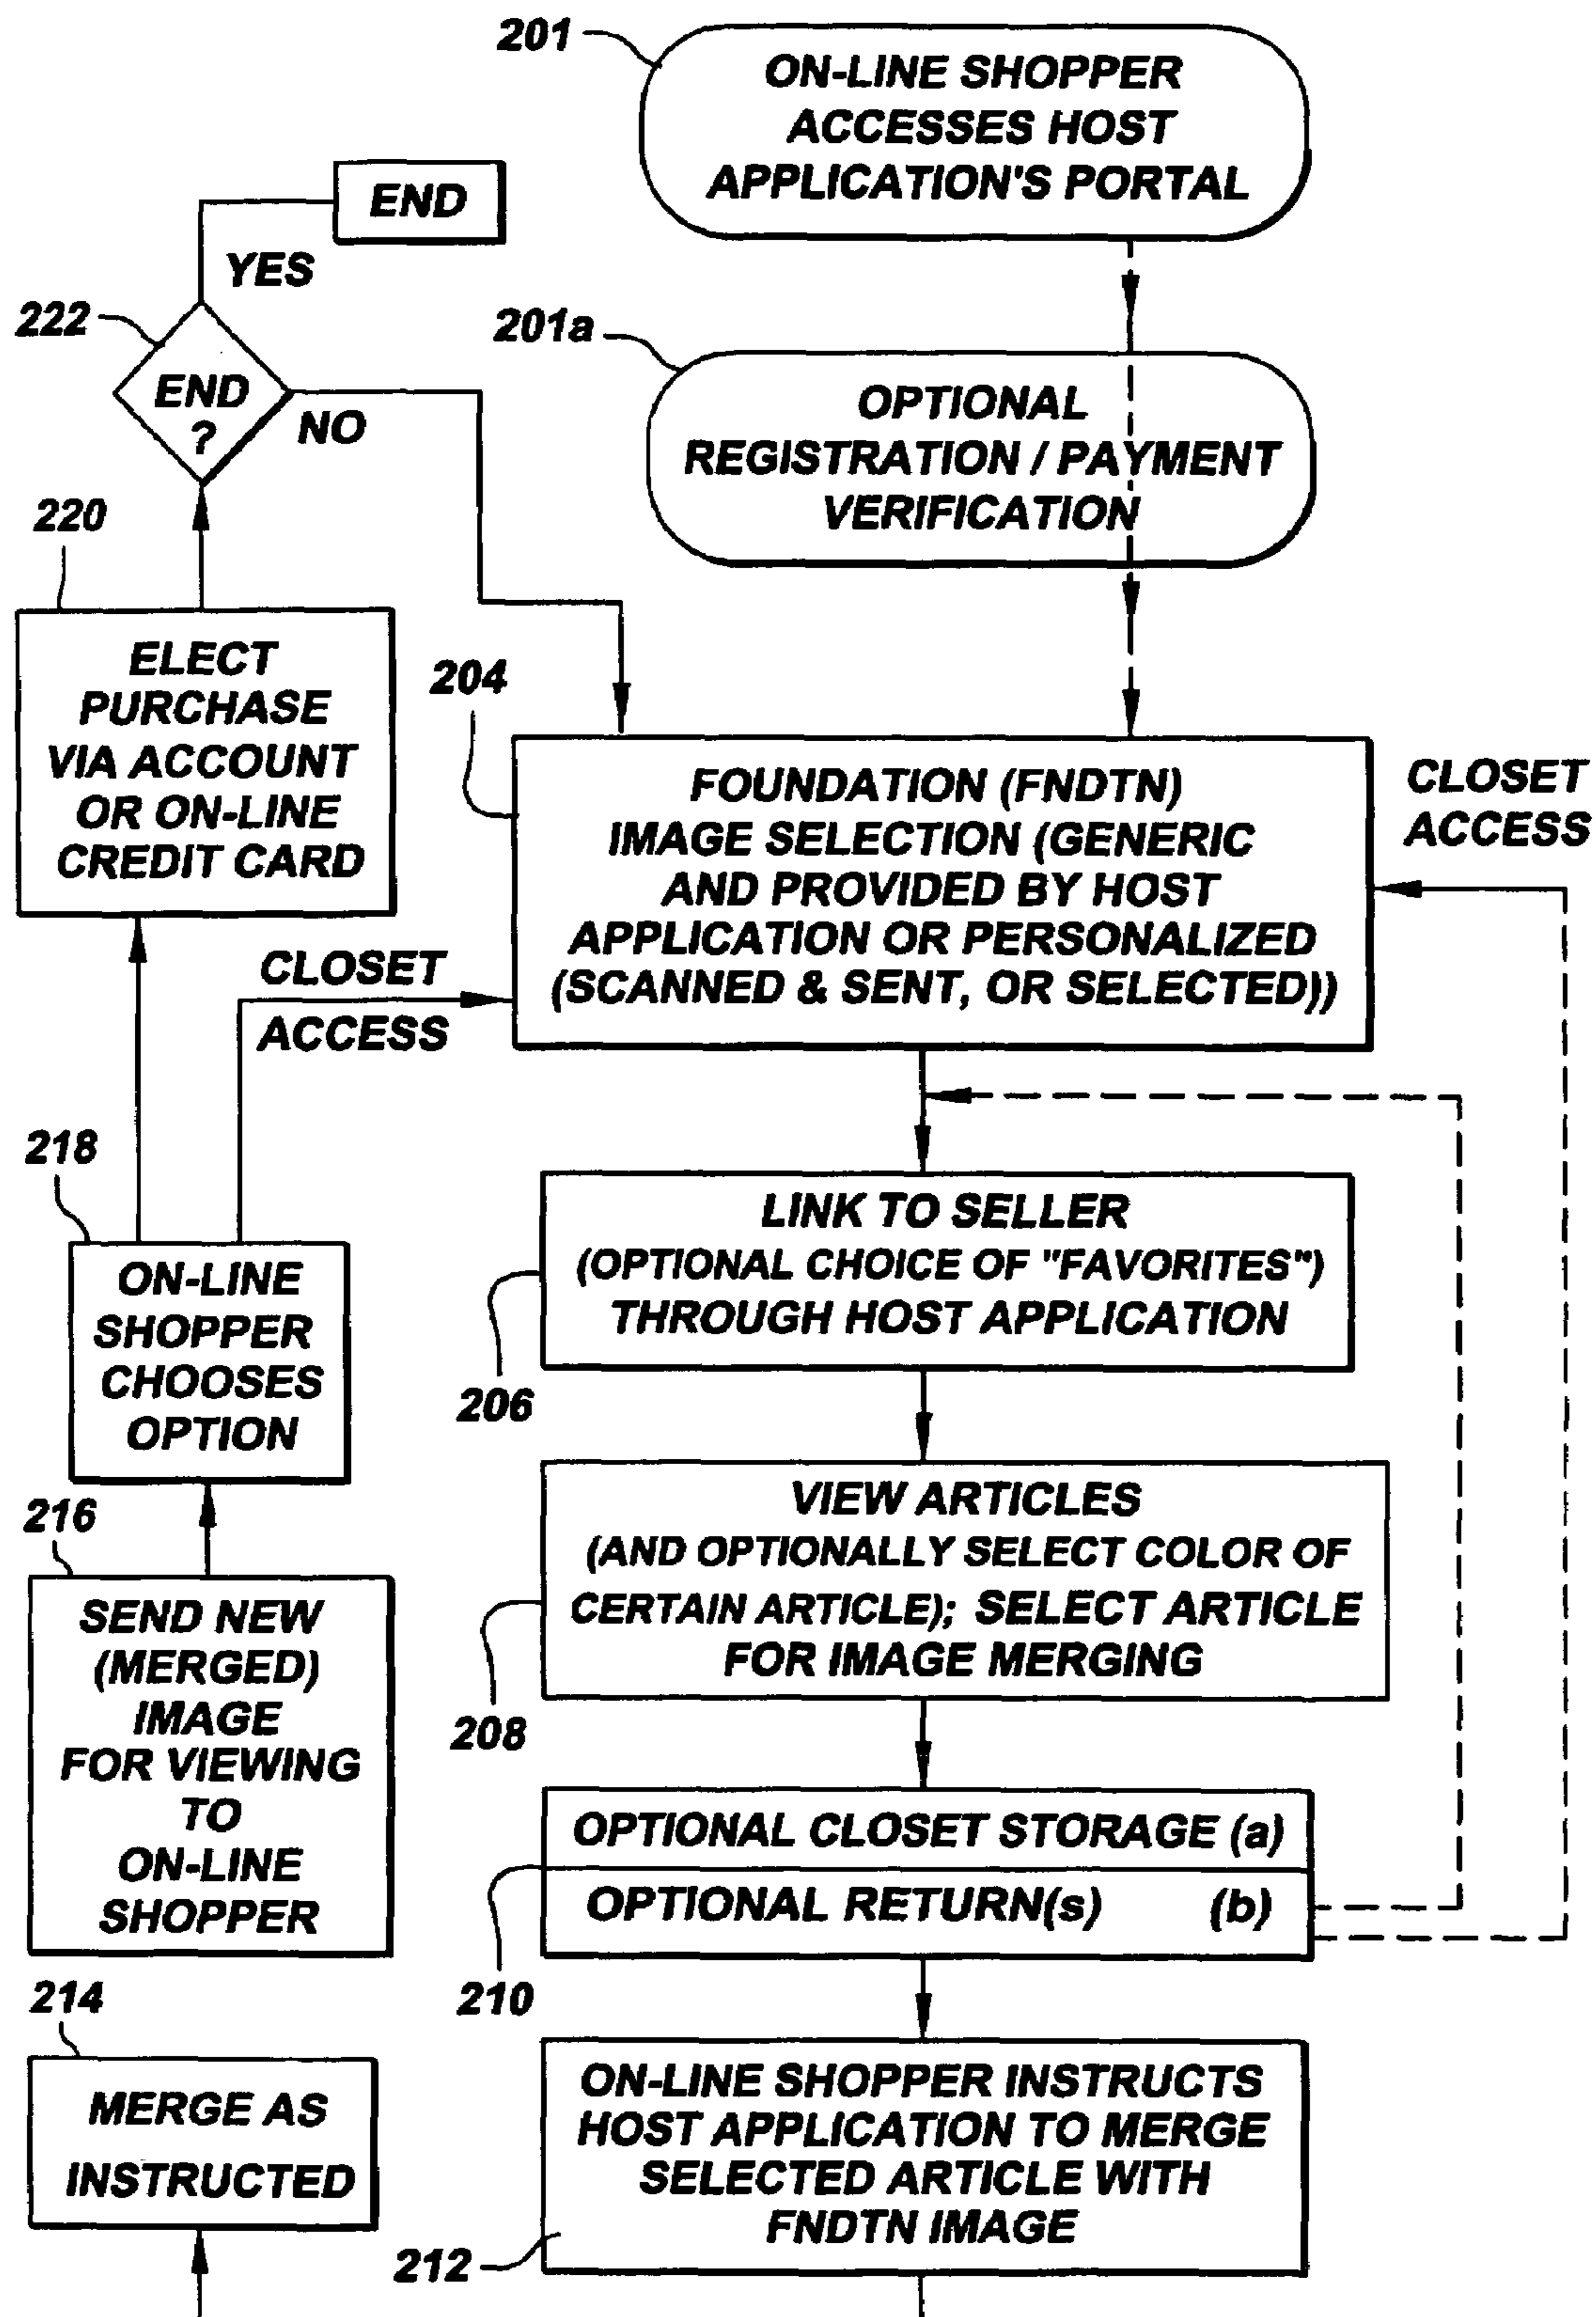 201
ON-LINE SHOPPER
ACCESSES HOST
APPLICATION'S PORTAL
END
YES
222
END
?
NO
201a
OPTIONAL
REGISTRATION / PAYMENT
VERIFICATION
220
ELECT
PURCHASE
VIA ACCOUNT
OR ON-LINE
CREDIT CARD
204
FOUNDATION (FNDTN)
IMAGE SELECTION (GENERIC
AND PROVIDED BY HOST
APPLICATION OR PERSONALIZED
(SCANNED & SENT, OR SELECTED))
CLOSET
ACCESS
CLOSET
ACCESS
218
ON-LINE
SHOPPER
CHOOSES
OPTION
LINK TO SELLER
(OPTIONAL CHOICE OF "FAVORITES")
THROUGH HOST APPLICATION
206
VIEW ARTICLES
(AND OPTIONALLY SELECT COLOR OF
CERTAIN ARTICLE); SELECT ARTICLE
FOR IMAGE MERGING
208
216
SEND NEW
(MERGED)
IMAGE
FOR VIEWING
TO
ON-LINE
SHOPPER
OPTIONAL CLOSET STORAGE (a)
OPTIONAL RETURN(s) (b)
210
214
MERGE AS
INSTRUCTED
ON-LINE SHOPPER INSTRUCTS
HOST APPLICATION TO MERGE
SELECTED ARTICLE WITH
FNDTN IMAGE
212